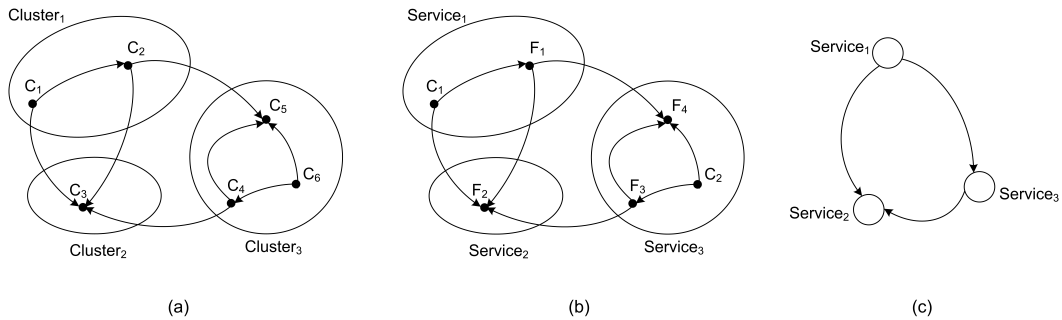 Cluster₁
C₁
C₂
C₃
Cluster₂
C₅
C₄
C₆
Cluster₃
(a)
Service₁
C₁
F₁
F₂
Service₂
F₄
F₃
C₂
Service₃
(b)
Service₁
Service₂
Service₃
(c)